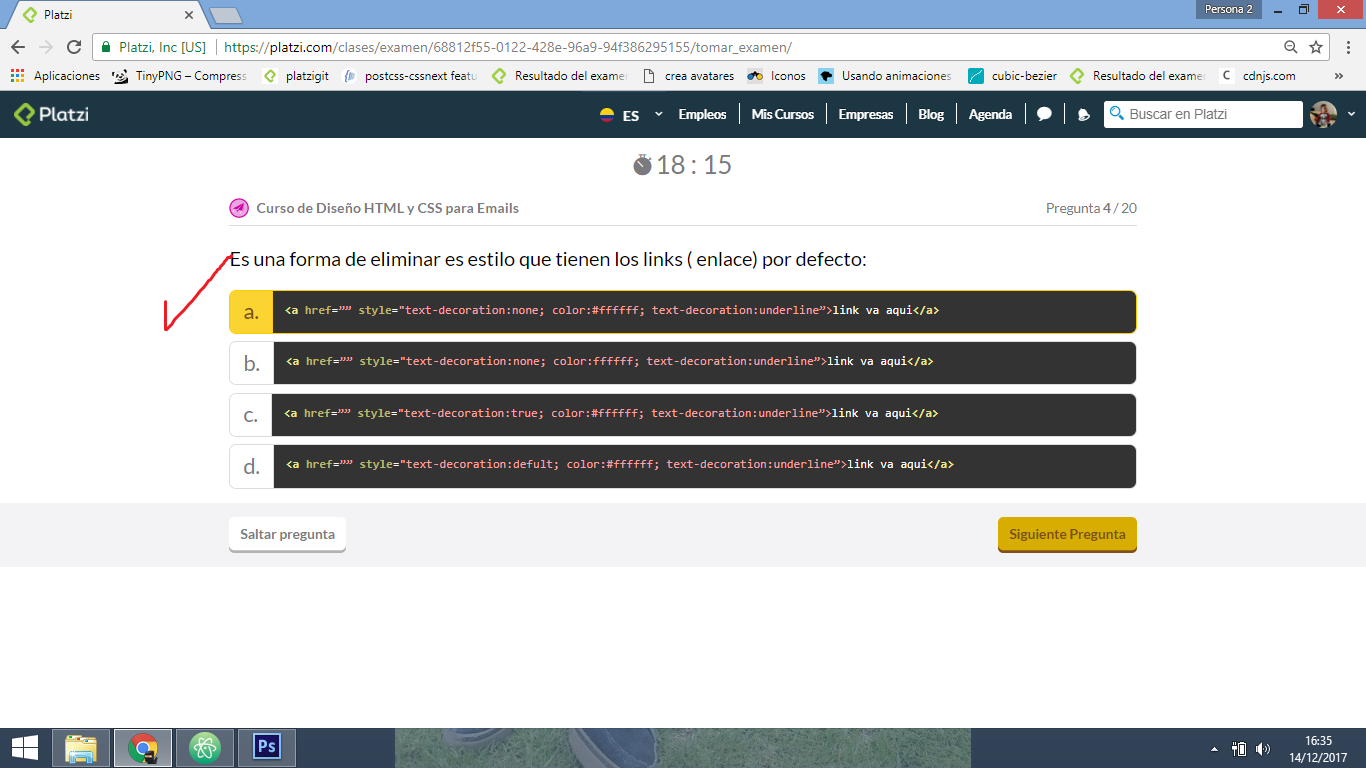 Platzi
Persona 2
Platzi, Inc [US] https://platzi.com/clases/examen/68812f55-0122-428e-96a9-94f386295155/tomar_examen/
Aplicaciones TinyPNG – Compress platzigit postcss-cssnext featu Resultado del examen crea avatares Iconos Usando animaciones cubic-bezier Resultado del examen C cdnjs.com »
Platzi ES Empleos Mis Cursos Empresas Blog Agenda Buscar en Platzi
18 : 15
Curso de Diseño HTML y CSS para Emails Pregunta 4 / 20
Es una forma de eliminar es estilo que tienen los links ( enlace) por defecto:
a. <a href=”” style="text-decoration:none; color:#ffffff; text-decoration:underline”>link va aqui</a>
b. <a href=”” style="text-decoration:none; color:ffffff; text-decoration:underline”>link va aqui</a>
c. <a href=”” style="text-decoration:true; color:#ffffff; text-decoration:underline”>link va aqui</a>
d. <a href=”” style="text-decoration:defult; color:#ffffff; text-decoration:underline”>link va aqui</a>
Saltar pregunta Siguiente Pregunta
Ps
16:35
14/12/2017